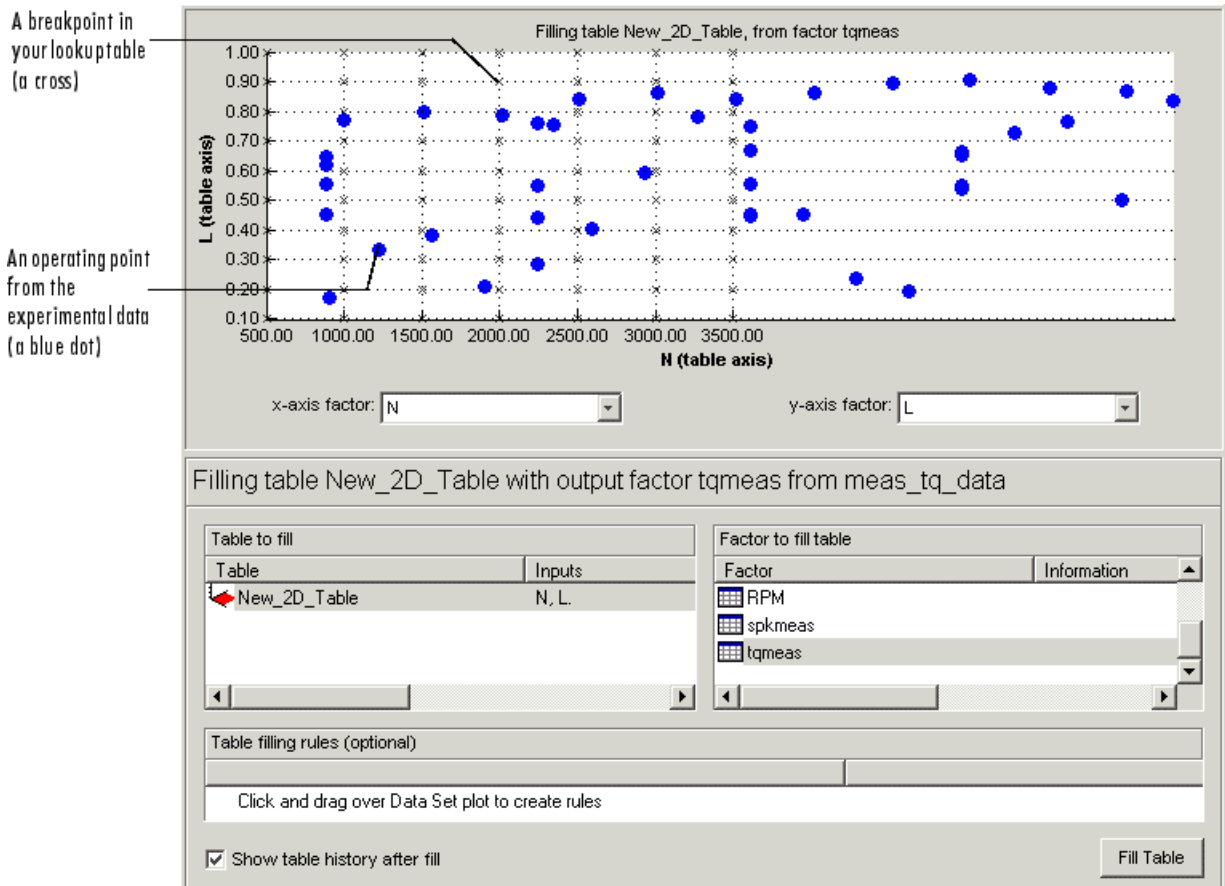 A breakpoint in
your lookuptable
(a cross)
An operating point
from the
experimental data
(a blue dot)
Filling table New_2D_Table, from factor tqmeas
L (table axis)
1.00
0.90
0.80
0.70
0.60
0.50
0.40
0.30
0.20
0.10
500.00 1000.00 1500.00 2000.00 2500.00 3000.00 3500.00
N (table axis)
x-axis factor: N
y-axis factor: L
Filling table New_2D_Table with output factor tqmeas from meas_tq_data
Table to fill
Table Inputs
New_2D_Table N, L.
Factor to fill table
Factor Information
RPM
spkmeas
tqmeas
Table filling rules (optional)
Click and drag over Data Set plot to create rules
Show table history after fill
Fill Table